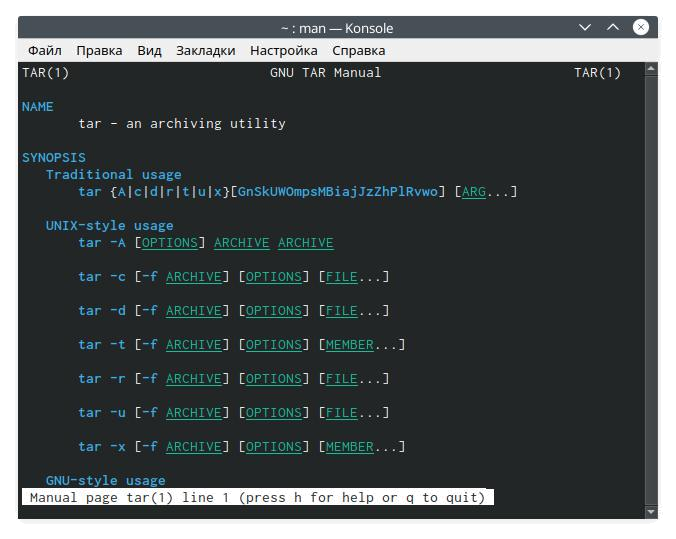 ~ : man — Konsole
Файл Правка Вид Закладки Настройка Справка
TAR(1) GNU TAR Manual TAR(1)
NAME
tar - an archiving utility
SYNOPSIS
Traditional usage
tar {A|c|d|r|t|u|x}[GnSkUWOmpsMBiajJzZhPlRvwo] [ARG...]
UNIX-style usage
tar -A [OPTIONS] ARCHIVE ARCHIVE
tar -c [-f ARCHIVE] [OPTIONS] [FILE...]
tar -d [-f ARCHIVE] [OPTIONS] [FILE...]
tar -t [-f ARCHIVE] [OPTIONS] [MEMBER...]
tar -r [-f ARCHIVE] [OPTIONS] [FILE...]
tar -u [-f ARCHIVE] [OPTIONS] [FILE...]
tar -x [-f ARCHIVE] [OPTIONS] [MEMBER...]
GNU-style usage
Manual page tar(1) line 1 (press h for help or q to quit)